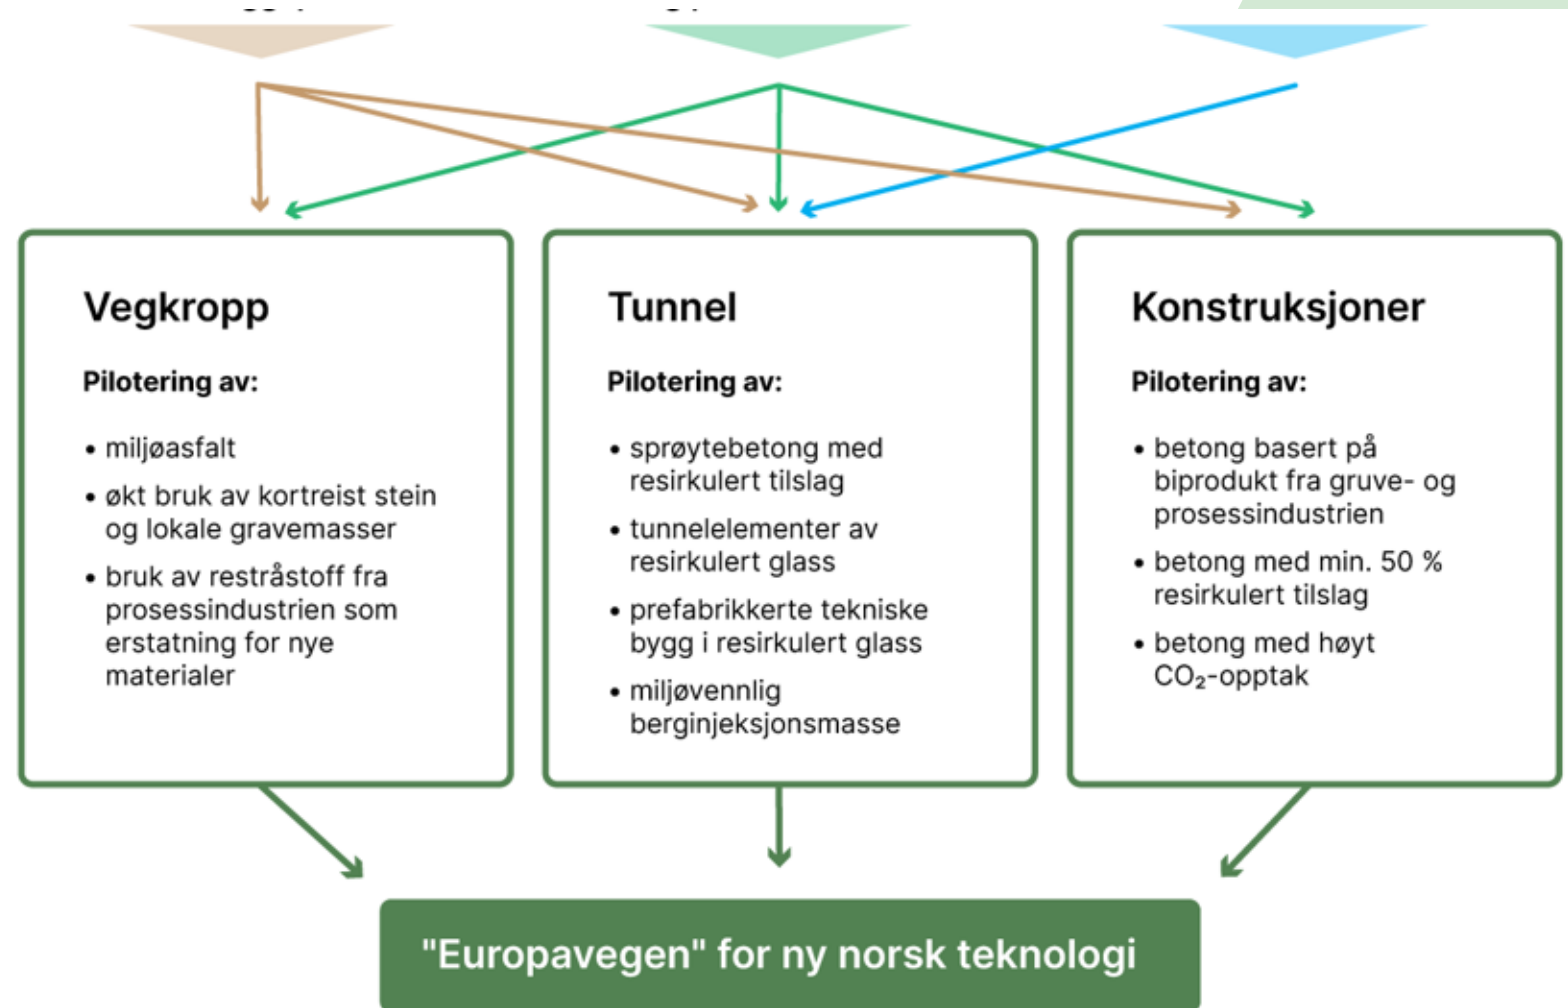 Vegkropp
Pilotering av:
• miljøasfalt
• økt bruk av kortreist stein
og lokale gravemasser
• bruk av restråstoff fra
prosessindustrien som
erstatning for nye
materialer
Tunnel
Pilotering av:
• sprøytebetong med
resirkulert tilslag
• tunnelelementer av
resirkulert glass
• prefabrikkerte tekniske
bygg i resirkulert glass
• miljøvennlig
berginjeksjonsmasse
Konstruksjoner
Pilotering av:
• betong basert på
biprodukt fra gruve- og
prosessindustrien
• betong med min. 50 %
resirkulert tilslag
• betong med høyt
CO₂-opptak
"Europavegen" for ny norsk teknologi